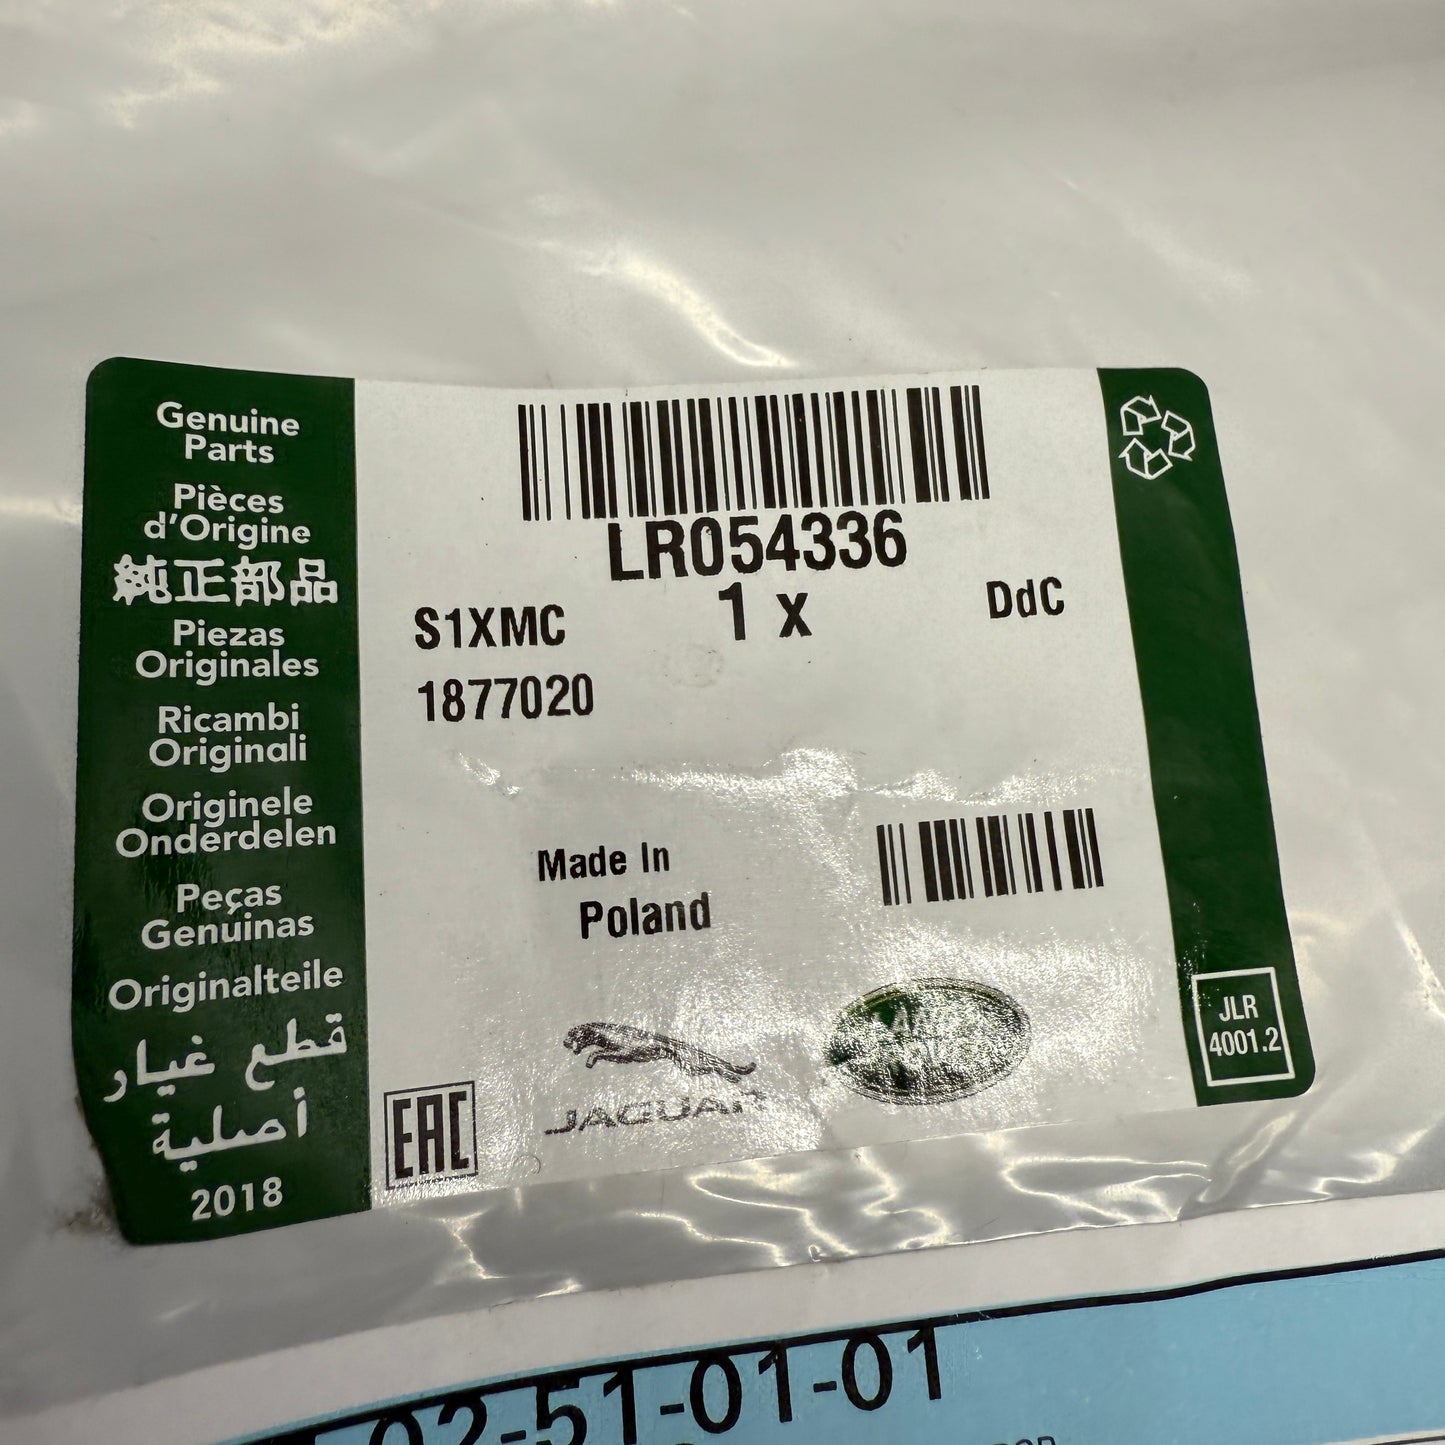 Genuine
Parts
Pièces
d'Origine
純正部品
Piezas
Originales
Ricambi
Originali
Originele
Onderdelen
Peças
Genuinas
Originalteile
قطع غيار
أصلية
2018
LR054336
S1XMC
1 x
DdC
1877020
Made In
Poland
EAC
JAGUAR
LAND
ROVER
JLR
4001.2
02-51-01-01